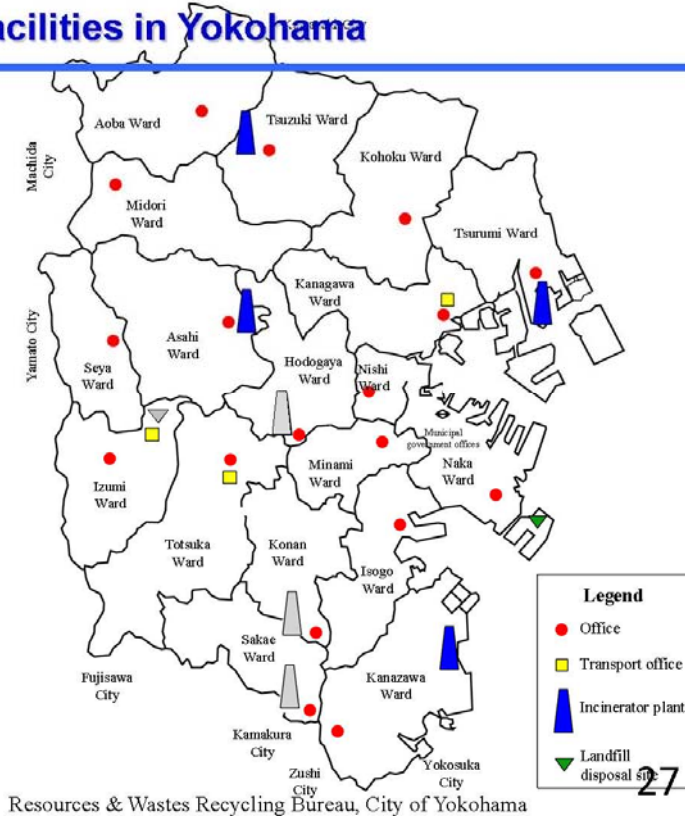 acilities in Yokohama
Aoba Ward
Tsuzuki Ward
Kohoku Ward
Machida
City
Midori
Ward
Tsurumi Ward
Kanagawa
Ward
Yamato City
Asahi
Ward
Seya
Ward
Hodogaya
Ward
Nishi
Ward
Municipal
government offices
Minami
Ward
Naka
Ward
Izumi
Ward
Totsuka
Ward
Konan
Ward
Isogo
Ward
Sakae
Ward
Kanazawa
Ward
Fujisawa
City
Kamakura
City
Zushi
City
Yokosuka
City
Legend
Office
Transport office
Incinerator plant
Landfill
disposal site
27
Resources & Wastes Recycling Bureau, City of Yokohama